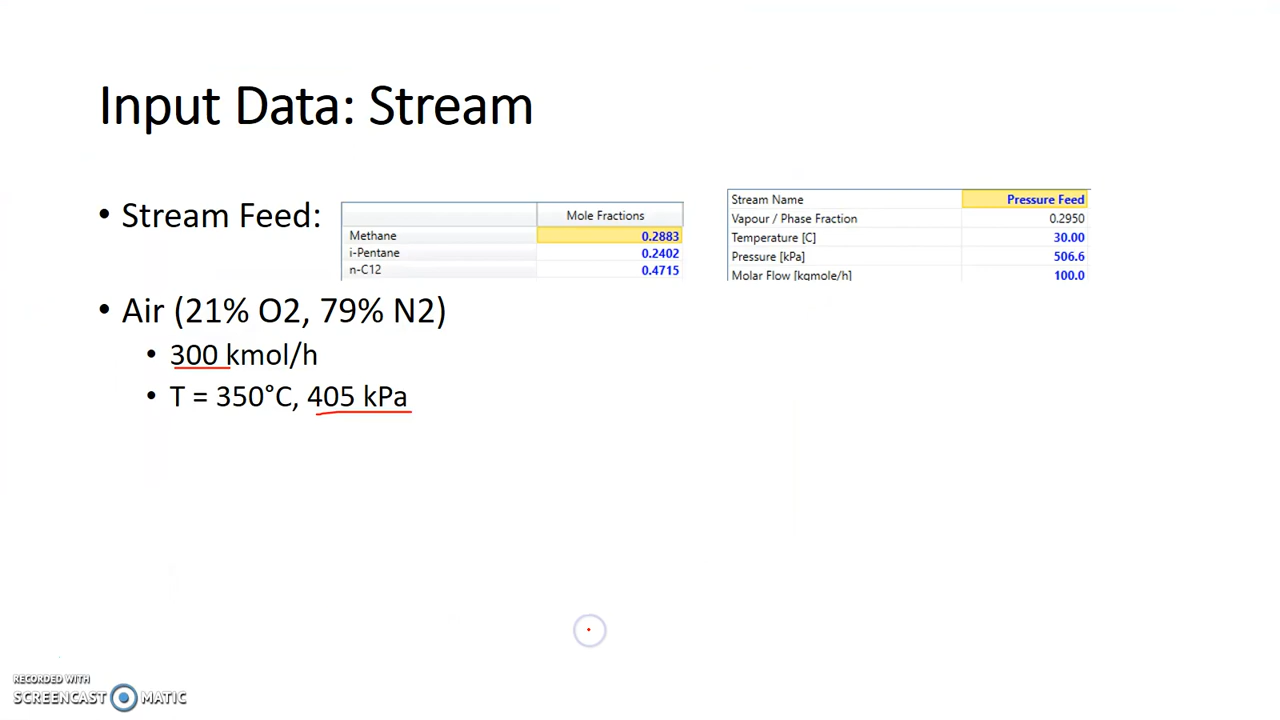 Input Data: Stream
• Stream Feed:
Mole Fractions
Methane 0.2883
i-Pentane 0.2402
n-C12 0.4715
Stream Name Pressure Feed
Vapour / Phase Fraction 0.2950
Temperature [C] 30.00
Pressure [kPa] 506.6
Molar Flow [kgmole/h] 100.0
• Air (21% O2, 79% N2)
• 300 kmol/h
• T = 350°C, 405 kPa
RECORDED WITH
SCREENCAST MATIC